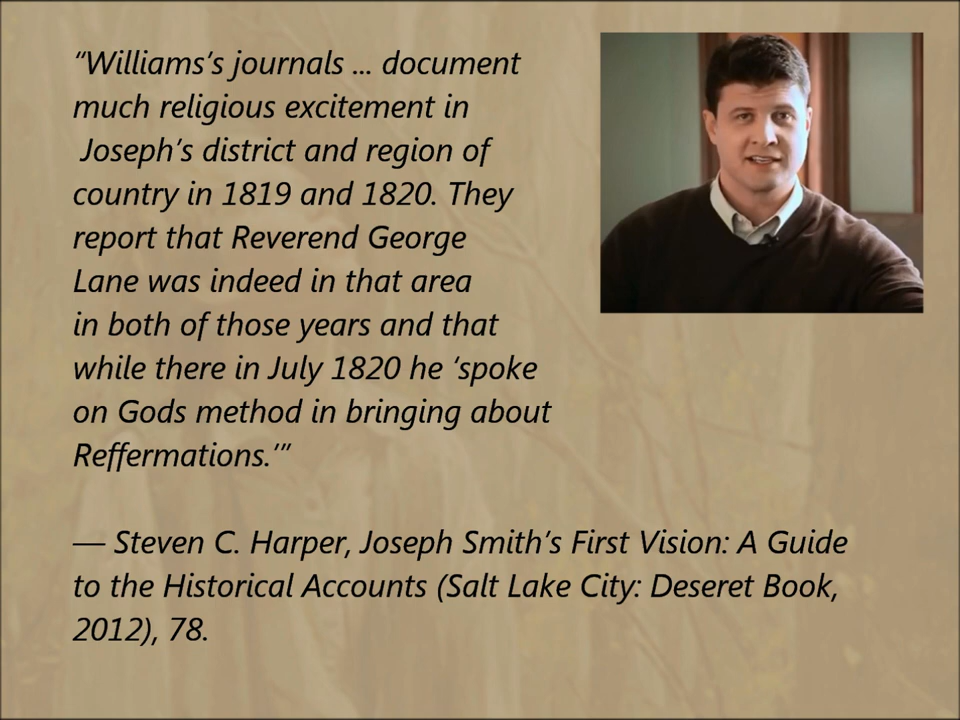 “Williams’s journals ... document
much religious excitement in
Joseph’s district and region of
country in 1819 and 1820. They
report that Reverend George
Lane was indeed in that area
in both of those years and that
while there in July 1820 he ‘spoke
on Gods method in bringing about
Reffermations.’”
— Steven C. Harper, Joseph Smith’s First Vision: A Guide
to the Historical Accounts (Salt Lake City: Deseret Book,
2012), 78.